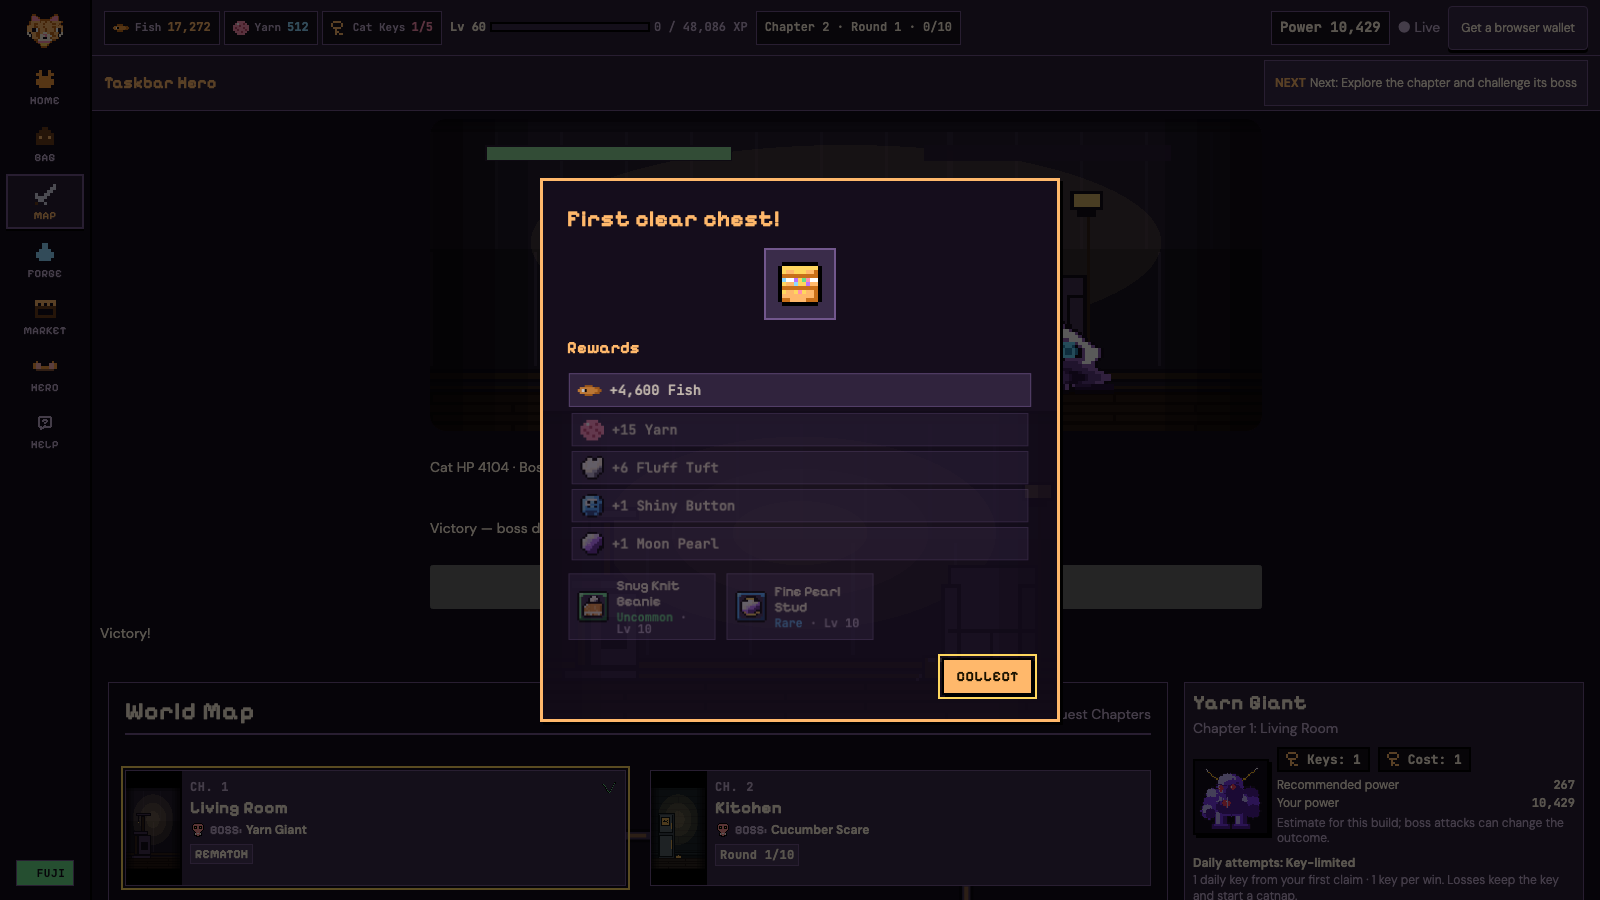 Fish 17,272
Yarn 512
Cat Keys 1/5
Lv 60
0 / 48,086 XP
Chapter 2 · Round 1 · 0/10
Power 10,429
Live
Get a browser wallet
Taskbar Hero
NEXT Next: Explore the chapter and challenge its boss
HOME
BAG
MAP
FORGE
MARKET
HERO
HELP
FUJI
First clear chest!
Rewards
+4,600 Fish
+15 Yarn
+6 Fluff Tuft
+1 Shiny Button
+1 Moon Pearl
Snug Knit
Beanie
Uncommon ·
Lv 10
Fine Pearl
Stud
Rare · Lv 10
COLLECT
Cat HP 4104 · Bos
Victory — boss d
Victory!
World Map
uest Chapters
CH. 1
Living Room
BOSS: Yarn Giant
REMATCH
CH. 2
Kitchen
BOSS: Cucumber Scare
Round 1/10
Yarn Giant
Chapter 1: Living Room
Keys: 1
Cost: 1
Recommended power 267
Your power 10,429
Estimate for this build; boss attacks can change the
outcome.
Daily attempts: Key-limited
1 daily key from your first claim · 1 key per win. Losses keep the key
and start a catnap.